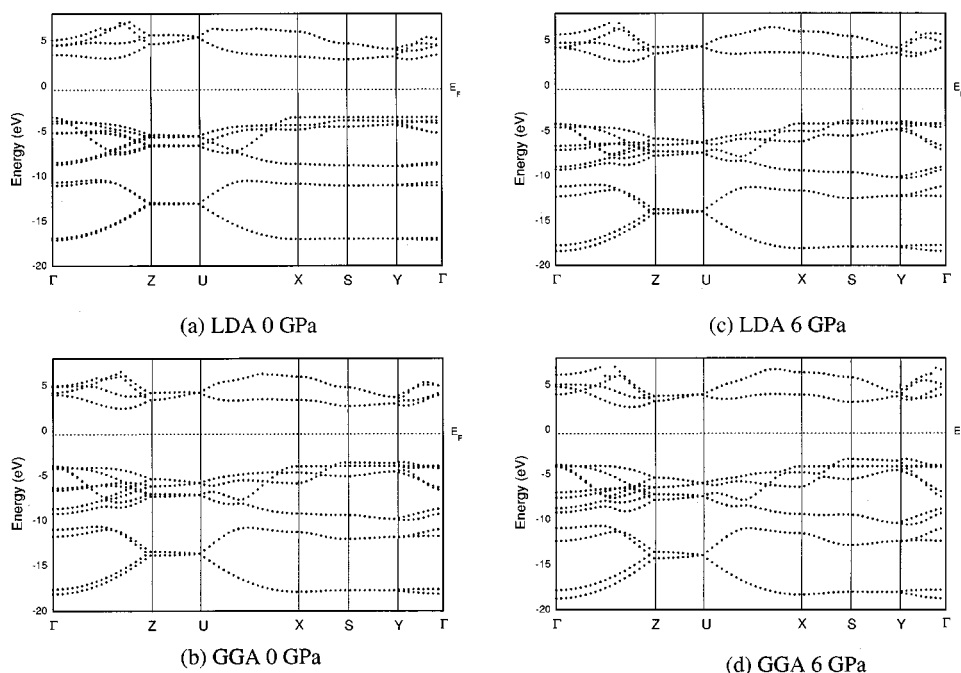 5
0
-5
-10
-15
-20
Energy (eV)
E_F
Γ Z U X S Y Γ
(a) LDA 0 GPa
5
0
-5
-10
-15
-20
Energy (eV)
E
Γ Z U X S Y Γ
(c) LDA 6 GPa
5
0
-5
-10
-15
-20
Energy (eV)
E_F
Γ Z U X S Y Γ
(b) GGA 0 GPa
5
0
-5
-10
-15
-20
Energy (eV)
E
Γ Z U X S Y Γ
(d) GGA 6 GPa